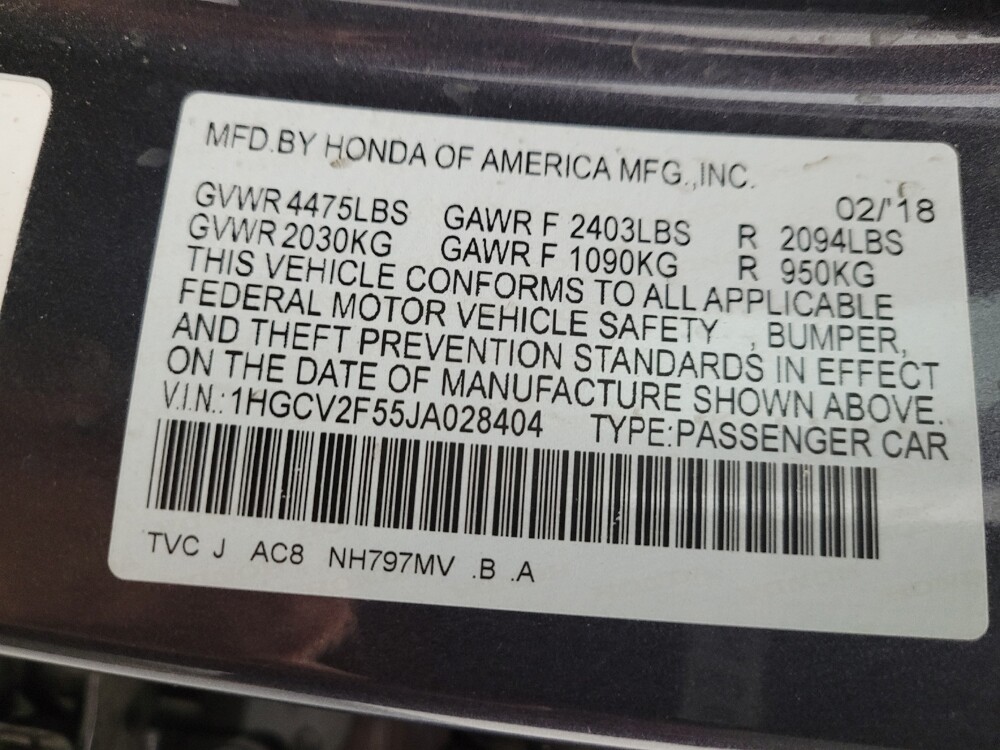 MFD.BY HONDA OF AMERICA MFG.,INC.
02/'18
GVWR 4475LBS GAWR F 2403LBS R 2094LBS
GVWR 2030KG GAWR F 1090KG R 950KG
THIS VEHICLE CONFORMS TO ALL APPLICABLE
FEDERAL MOTOR VEHICLE SAFETY , BUMPER,
AND THEFT PREVENTION STANDARDS IN EFFECT
ON THE DATE OF MANUFACTURE SHOWN ABOVE.
V.I.N.: 1HGCV2F55JA028404 TYPE:PASSENGER CAR
TVC J AC8 NH797MV .B .A